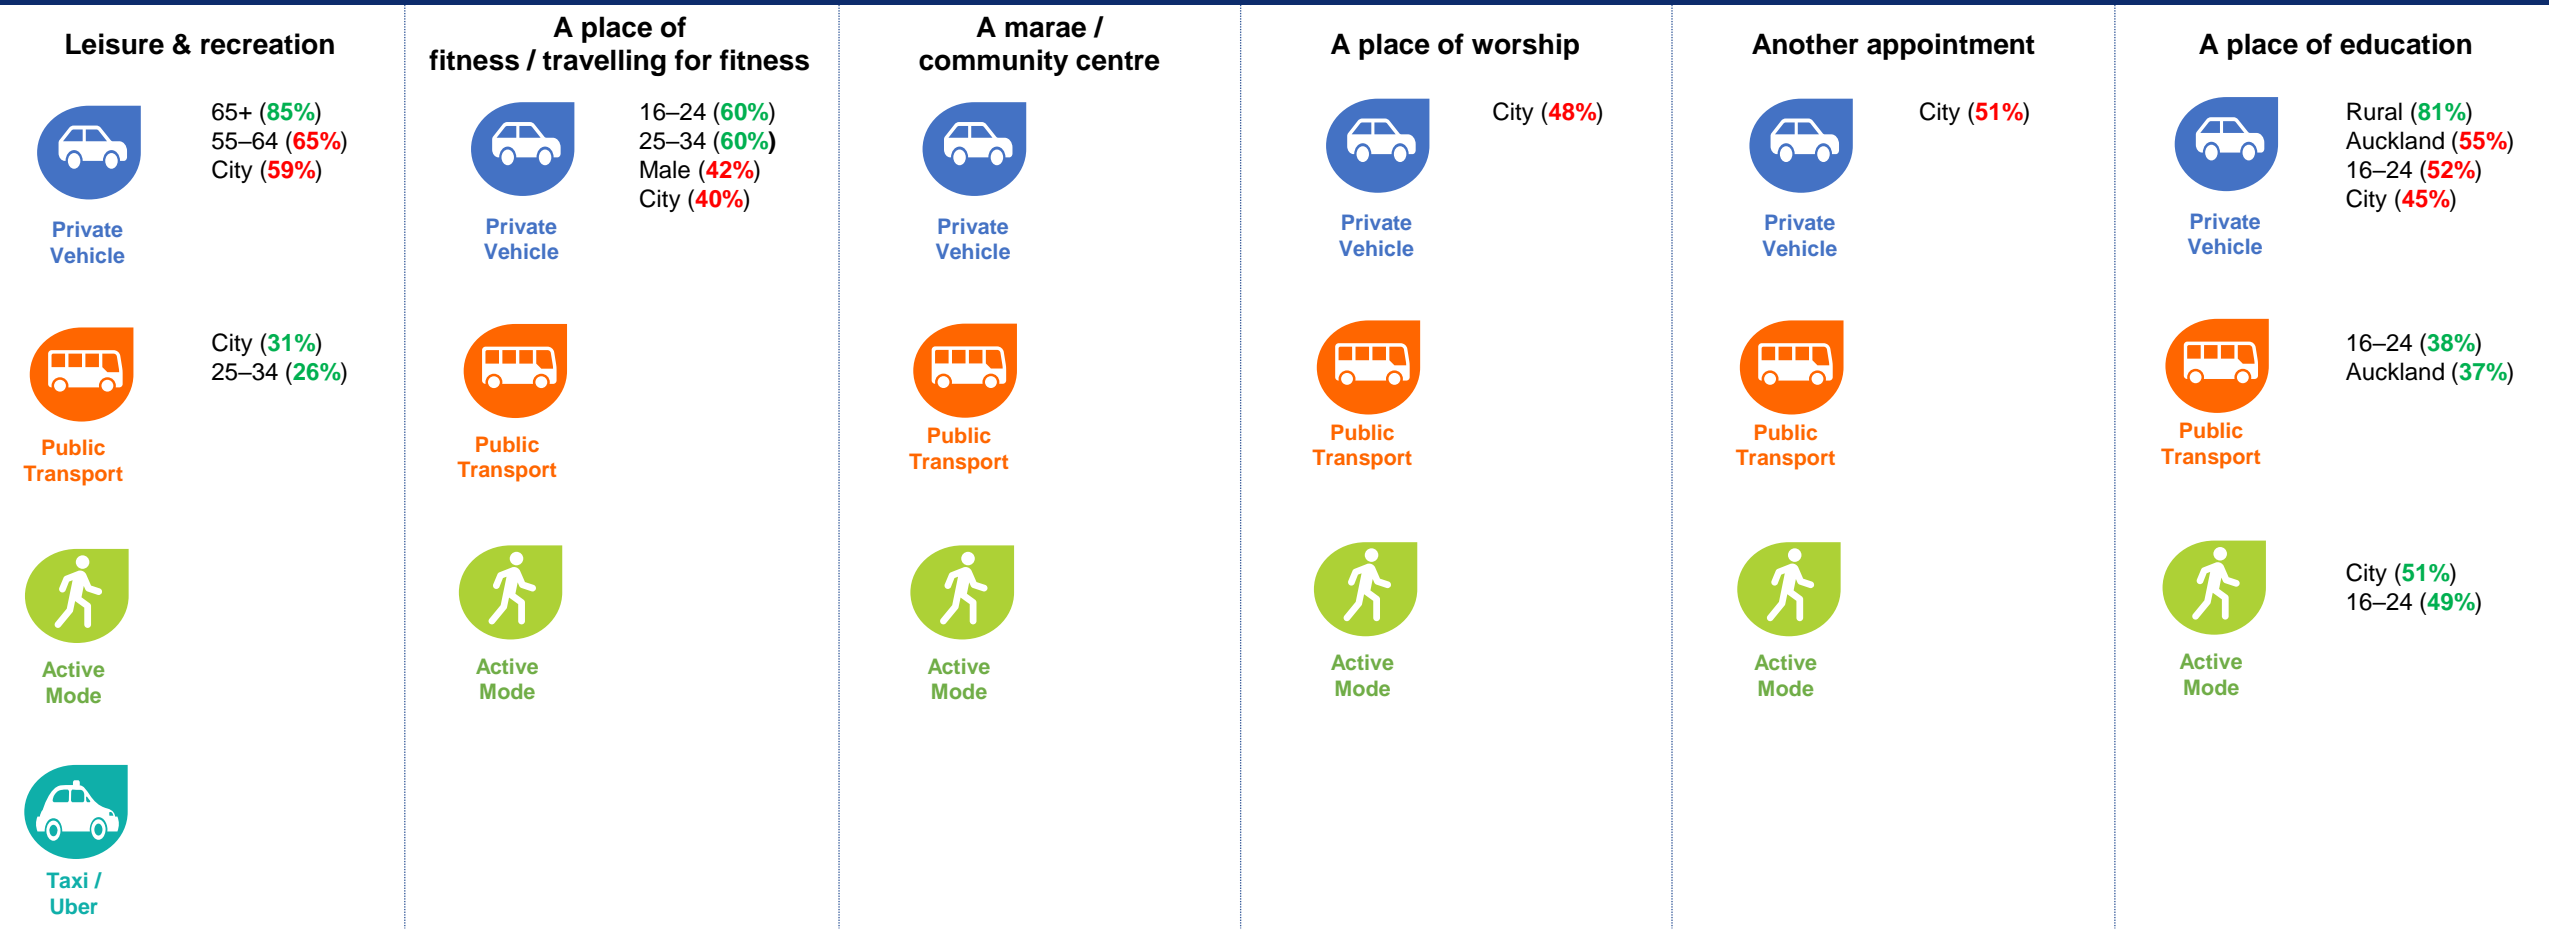 Leisure & recreation
65+ (85%)
55–64 (65%)
City (59%)
Private
Vehicle
City (31%)
25–34 (26%)
Public
Transport
Active
Mode
Taxi /
Uber
A place of
fitness / travelling for fitness
16–24 (60%)
25–34 (60%)
Male (42%)
City (40%)
Private
Vehicle
Public
Transport
Active
Mode
A marae /
community centre
Private
Vehicle
Public
Transport
Active
Mode
A place of worship
City (48%)
Private
Vehicle
Public
Transport
Active
Mode
Another appointment
City (51%)
Private
Vehicle
Public
Transport
Active
Mode
A place of education
Rural (81%)
Auckland (55%)
16–24 (52%)
City (45%)
Private
Vehicle
16–24 (38%)
Auckland (37%)
Public
Transport
City (51%)
16–24 (49%)
Active
Mode